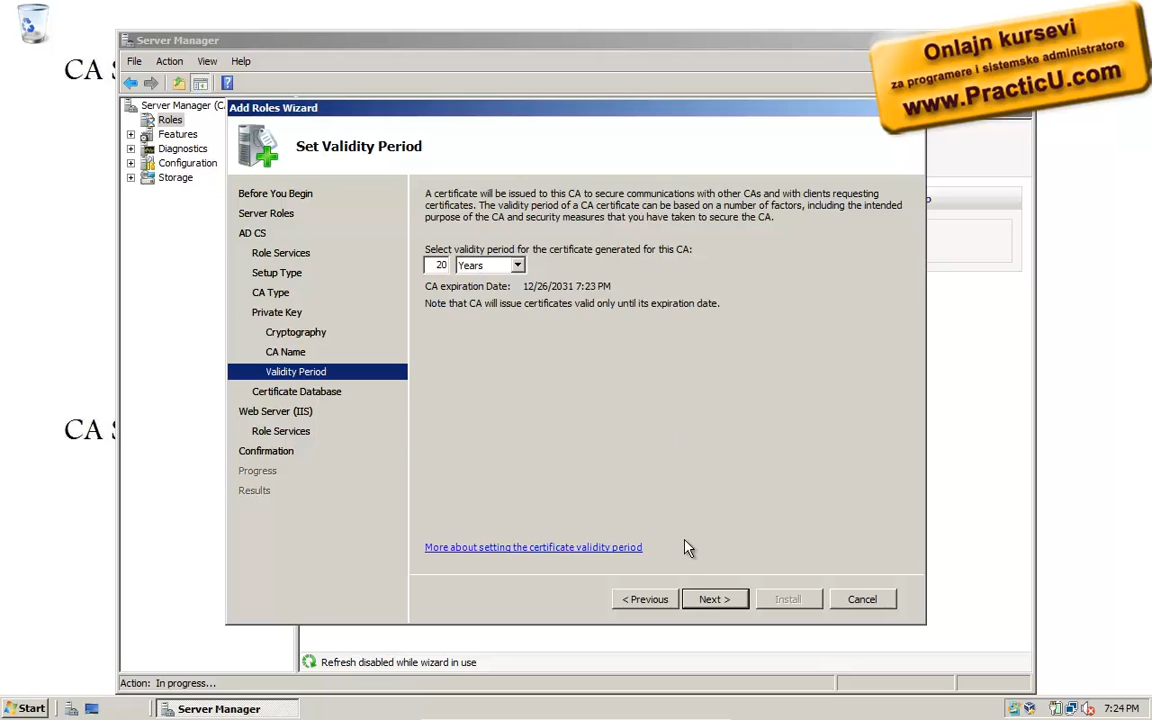 CA S
Server Manager
File Action View Help
Server Manager (C
Roles
Features
Diagnostics
Configuration
Storage
Add Roles Wizard
Set Validity Period
Before You Begin
Server Roles
AD CS
Role Services
Setup Type
CA Type
Private Key
Cryptography
CA Name
Validity Period
Certificate Database
Web Server (IIS)
Role Services
Confirmation
Progress
Results
A certificate will be issued to this CA to secure communications with other CAs and with clients requesting
certificates. The validity period of a CA certificate can be based on a number of factors, including the intended
purpose of the CA and security measures that you have taken to secure the CA.
Select validity period for the certificate generated for this CA:
20 Years
CA expiration Date: 12/26/2031 7:23 PM
Note that CA will issue certificates valid only until its expiration date.
More about setting the certificate validity period
< Previous Next > Install Cancel
CA S
Refresh disabled while wizard in use
Action: In progress...
Start Server Manager 7:24 PM
Onlajn kursevi
za programere i sistemske administratore
www.PracticU.com